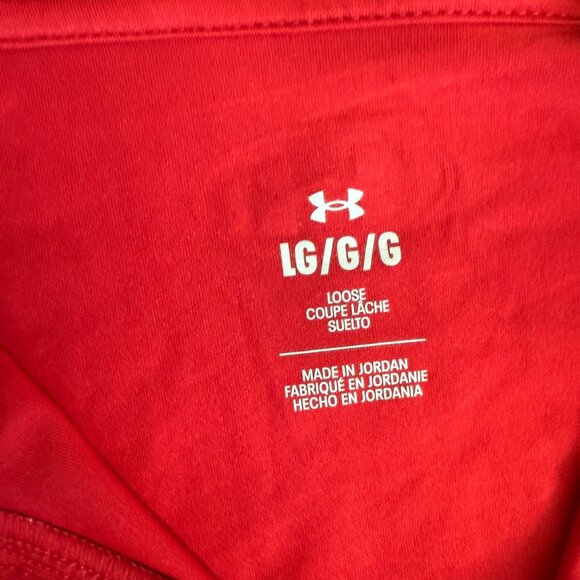 LG/G/G
LOOSE
COUPE LÂCHE
SUELTO
MADE IN JORDAN
FABRIQUÉ EN JORDANIE
HECHO EN JORDANIA